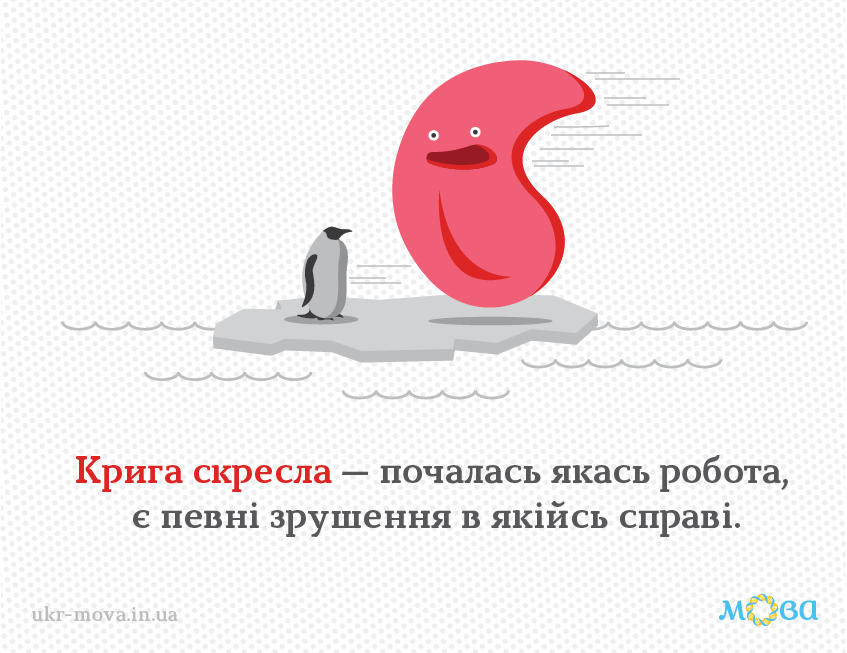 Крига скресла — почалась якась робота,
є певні зрушення в якійсь справі.
ukr-mova.in.ua
мова